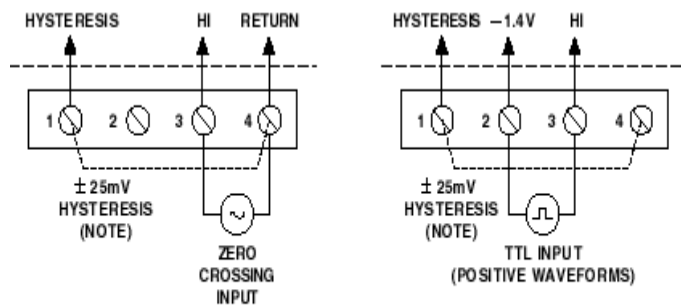 HYSTERESIS HI RETURN
1 2 3 4
± 25mV
HYSTERESIS
(NOTE)
ZERO
CROSSING
INPUT
HYSTERESIS –1.4V HI
1 2 3 4
± 25mV
HYSTERESIS
(NOTE)
TTL INPUT
(POSITIVE WAVEFORMS)